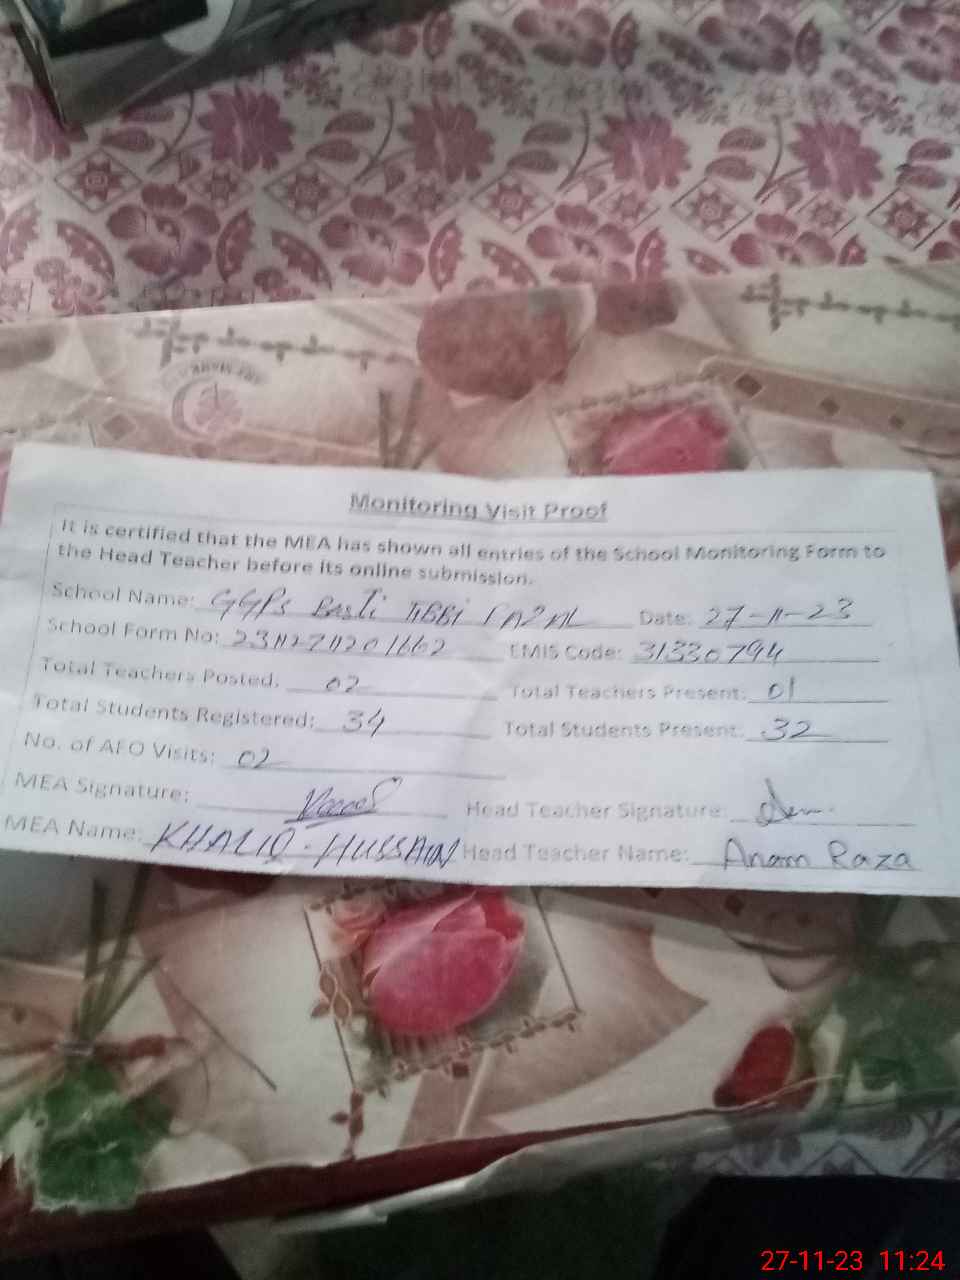 Monitoring Visit Proof
It is certified that the MEA has shown all entries of the School Monitoring Form to
the Head Teacher before its online submission.
School Name: GGPS Basti TIBBI Date: 27-11-23
School Form No: EMIS Code: 31330794
Total Teachers Posted: 02 Total Teachers Present: 01
Total Students Registered: 34 Total Students Present: 32
No. of AEO Visits: 02
MEA Signature: Head Teacher Signature:
MEA Name: KHALIQ - HUSSAIN Head Teacher Name: Anam Raza
27-11-23 11:24